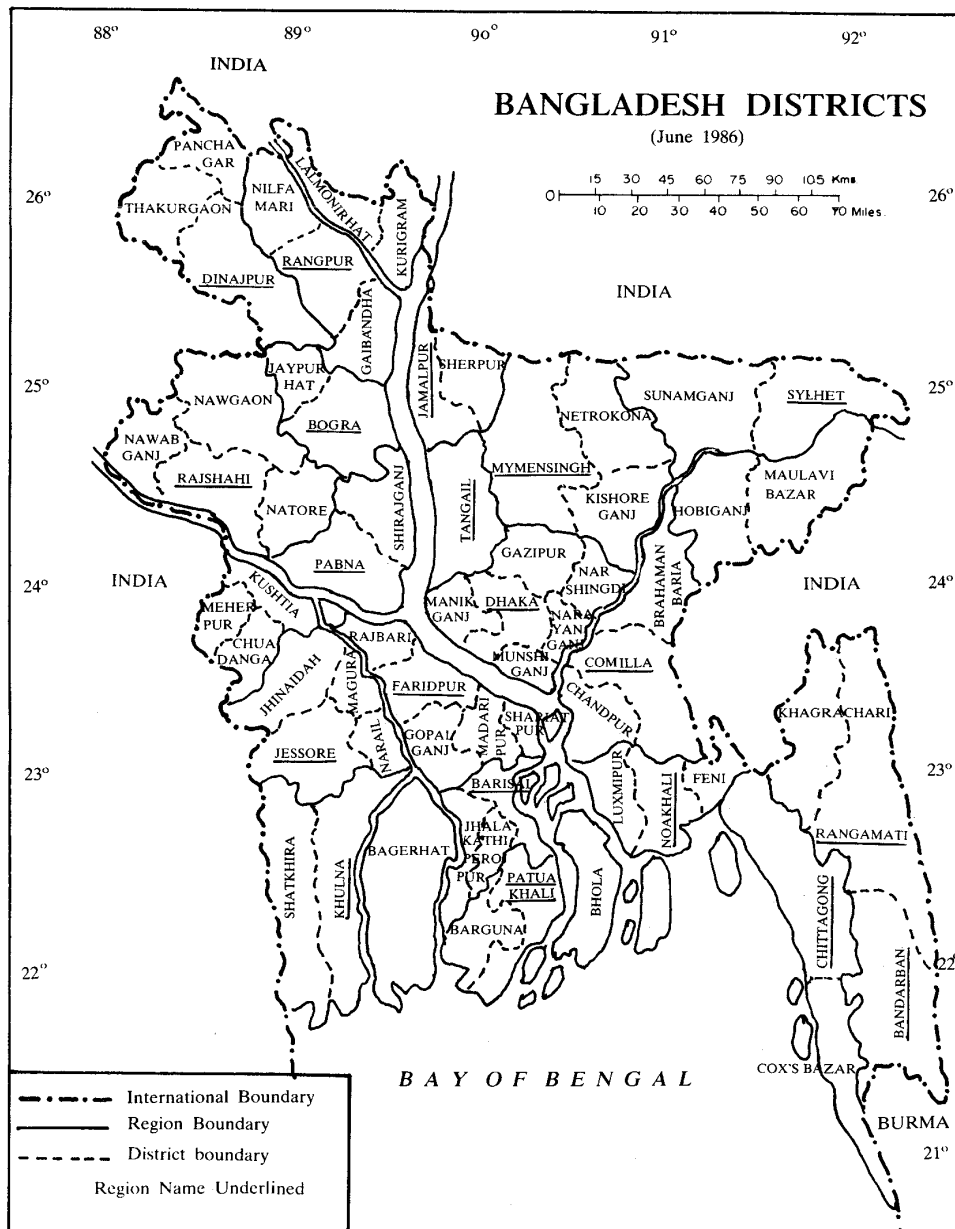 88° 89° 90° 91° 92°
INDIA
BANGLADESH DISTRICTS
(June 1986)
15 30 45 60 75 90 105 Kms.
0
10 20 30 40 50 60 70 Miles.
26°
26°
PANCHA
GAR
THAKURGAON
NILFA
MARI
LALMONIRHAT
KURIGRAM
RANGPUR
DINAJPUR
GAIBANDHA
INDIA
25°
25°
JAYPUR
HAT
NAWGAON
BOGRA
NAWAB
GANJ
RAJSHAHI
NATORE
SHIRAJGANJ
PABNA
JAMALPUR
SHERPUR
NETROKONA
SUNAMGANJ
SYLHET
MYMENSINGH
TANGAIL
KISHORE
GANJ
HOBIGANJ
MAULAVI
BAZAR
GAZIPUR
NAR
SHINGDI
BRAHAMAN
BARIA
24°
24°
INDIA
INDIA
KUSHTIA
MEHER
PUR
CHUA
DANGA
JHINAIDAH
MAGURA
RAJBARI
MANIK
GANJ
DHAKA
NARA
YAN
GANJ
MUNSHI
GANJ
COMILLA
FARIDPUR
CHANDPUR
MADARI
PUR
SHARIAT
PUR
GOPAL
GANJ
NARAIL
JESSORE
KHAGRACHARI
23°
23°
BARISAL
LUXMIPUR
NOAKHALI
FENI
RANGAMATI
SHATKHIRA
KHULNA
BAGERHAT
JHALA
KATHI
PERO
PUR
PATUA
KHALI
BHOLA
BARGUNA
CHITTAGONG
BANDARBAN
22°
22°
COX'S BAZAR
BAY OF BENGAL
BURMA
21°
International Boundary
Region Boundary
District boundary
Region Name Underlined